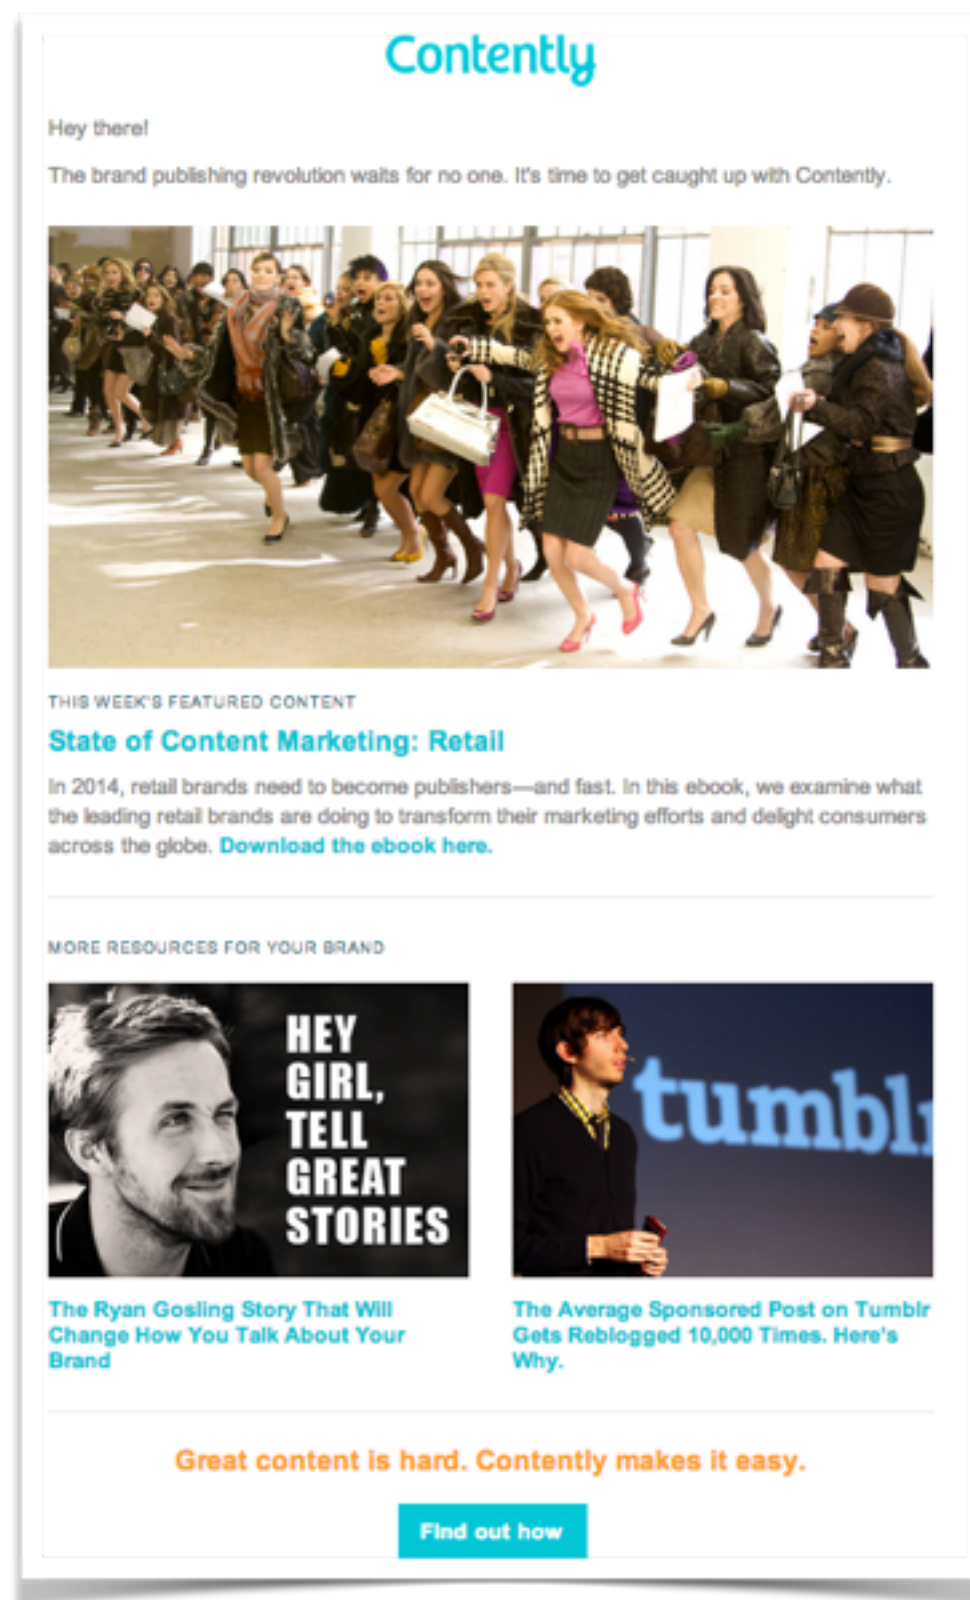 Contently
Hey there!
The brand publishing revolution waits for no one. It's time to get caught up with Contently.
THIS WEEK'S FEATURED CONTENT
State of Content Marketing: Retail
In 2014, retail brands need to become publishers—and fast. In this ebook, we examine what
the leading retail brands are doing to transform their marketing efforts and delight consumers
across the globe. Download the ebook here.
MORE RESOURCES FOR YOUR BRAND
HEY
GIRL,
TELL
GREAT
STORIES
tumblr
The Ryan Gosling Story That Will
Change How You Talk About Your
Brand
The Average Sponsored Post on Tumblr
Gets Reblogged 10,000 Times. Here's
Why.
Great content is hard. Contently makes it easy.
Find out how